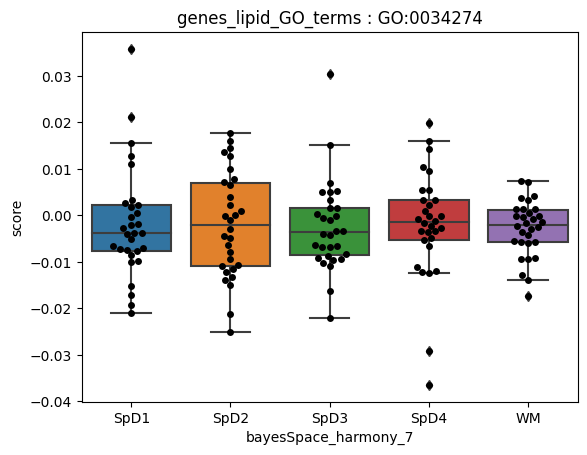 genes_lipid_GO_terms : GO:0034274
score
0.03
0.02
0.01
0.00
−0.01
−0.02
−0.03
−0.04
SpD1 SpD2 SpD3 SpD4 WM
bayesSpace_harmony_7